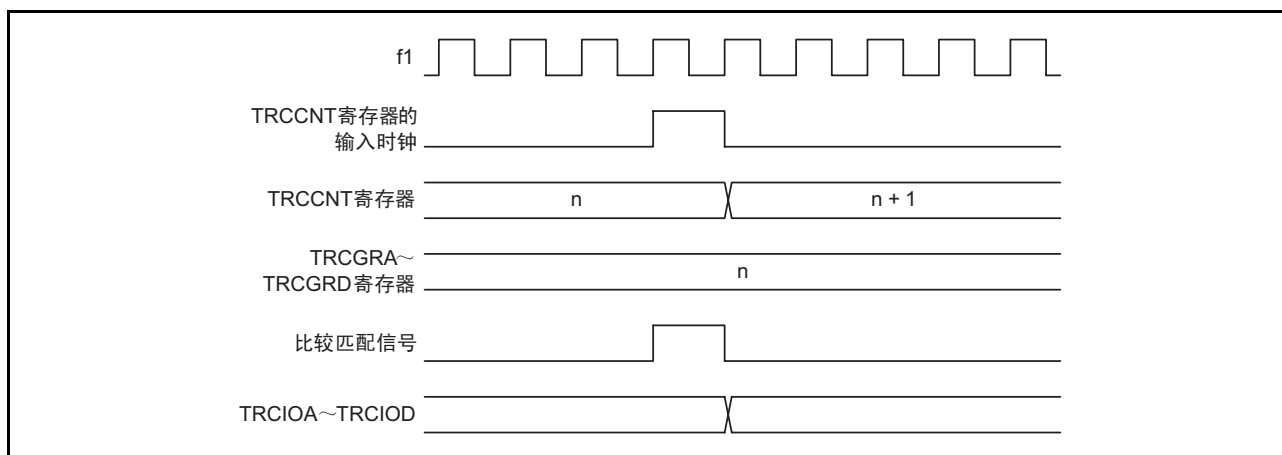 f1
TRCCNT寄存器的
输入时钟
TRCCNT寄存器
n
n + 1
TRCGRA～
TRCGRD寄存器
n
比较匹配信号
TRCIOA～TRCIOD